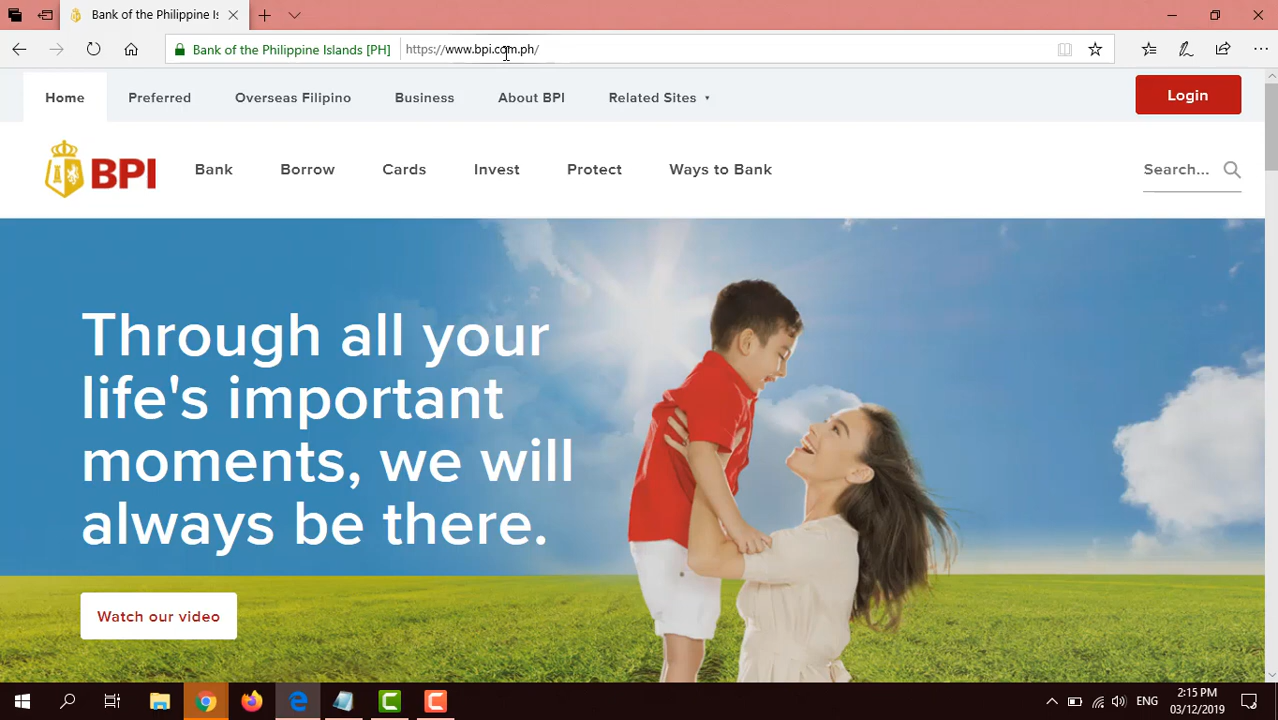 Bank of the Philippine Is
Bank of the Philippine Islands [PH] https://www.bpi.com.ph/
Home Preferred Overseas Filipino Business About BPI Related Sites Login
BPI Bank Borrow Cards Invest Protect Ways to Bank Search...
Through all your
life's important
moments, we will
always be there.
Watch our video
ENG 2:15 PM
03/12/2019